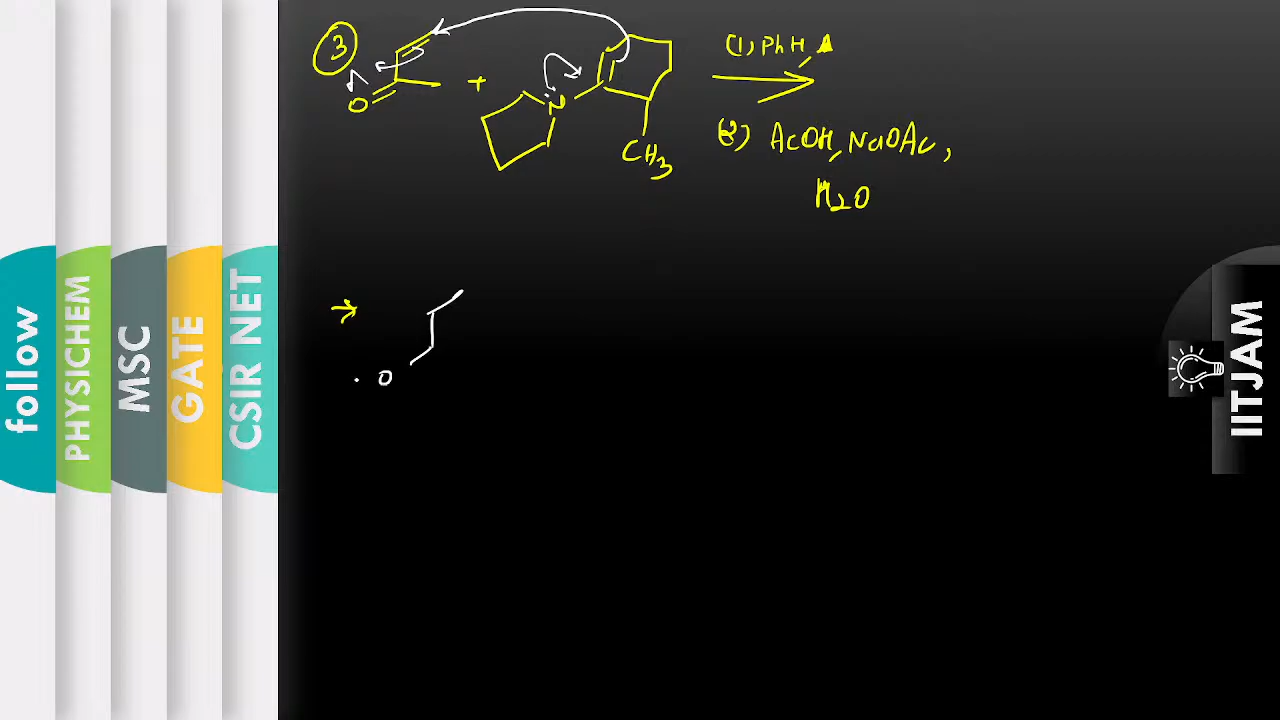 3
O
+
N
CH3
(1) PhH, Δ
(2) AcOH, NaOAc,
H2O
→
. O
follow
PHYSICHEM
MSC
GATE
CSIR NET
IITJAM